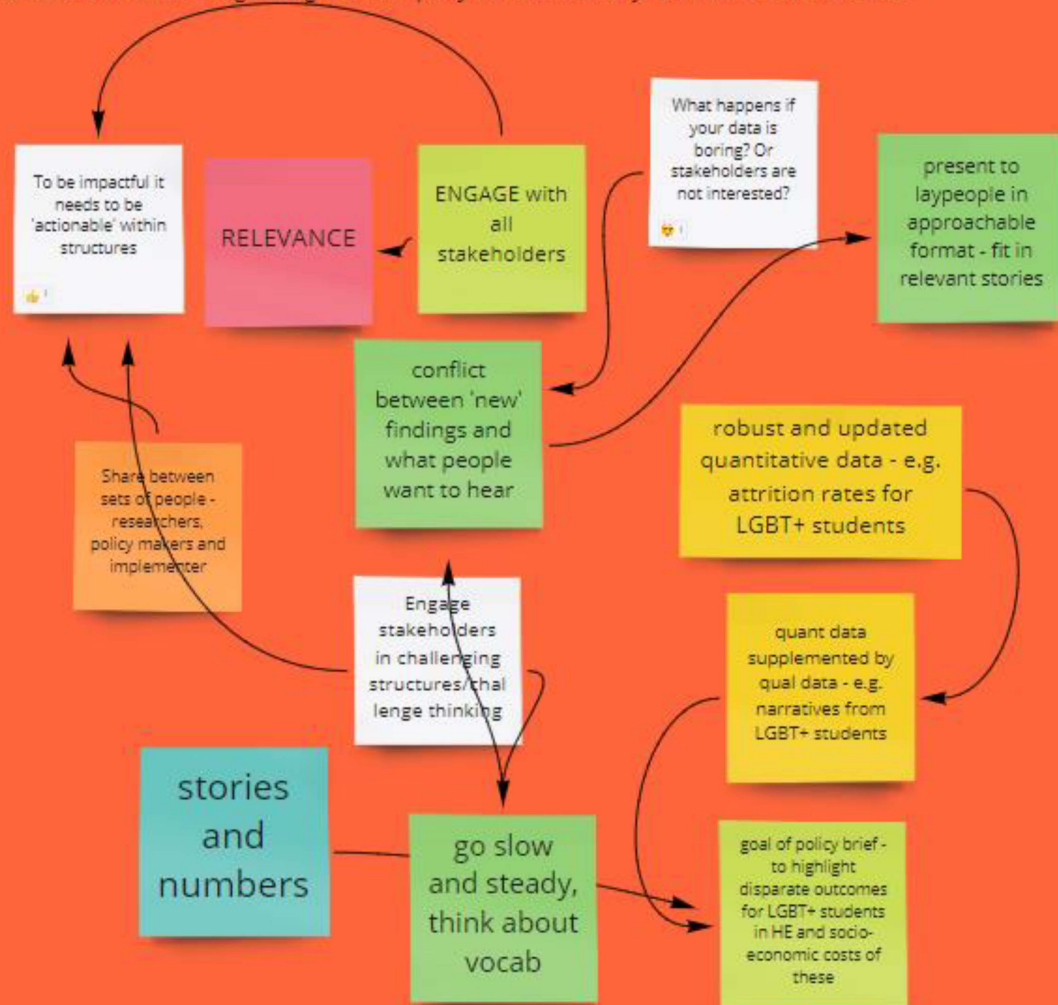 To be impactful it
needs to be
'actionable' within
structures
1
RELEVANCE
ENGAGE with
all
stakeholders
What happens if
your data is
boring? Or
stakeholders are
not interested?
1
present to
laypeople in
approachable
format - fit in
relevant stories
conflict
between 'new'
findings and
what people
want to hear
robust and updated
quantitative data - e.g.
attrition rates for
LGBT+ students
Share between
sets of people -
researchers,
policy makers and
implementer
Engage
stakeholders
in challenging
structures/chal
lenge thinking
quant data
supplemented by
qual data - e.g.
narratives from
LGBT+ students
stories
and
numbers
go slow
and steady,
think about
vocab
goal of policy brief -
to highlight
disparate outcomes
for LGBT+ students
in HE and socio-
economic costs of
these